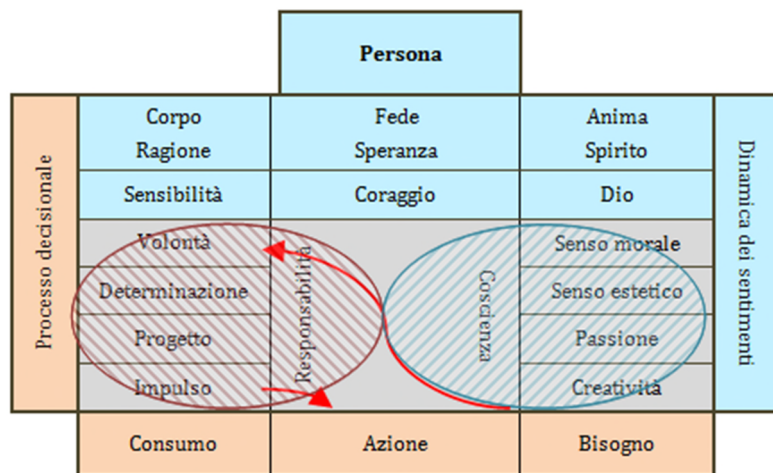 Persona
Processo decisionale
Corpo
Ragione
Fede
Speranza
Anima
Spirito
Dinamica dei sentimenti
Sensibilità
Coraggio
Dio
Volontà
Determinazione
Progetto
Impulso
Responsabilità
Coscienza
Senso morale
Senso estetico
Passione
Creatività
Consumo
Azione
Bisogno